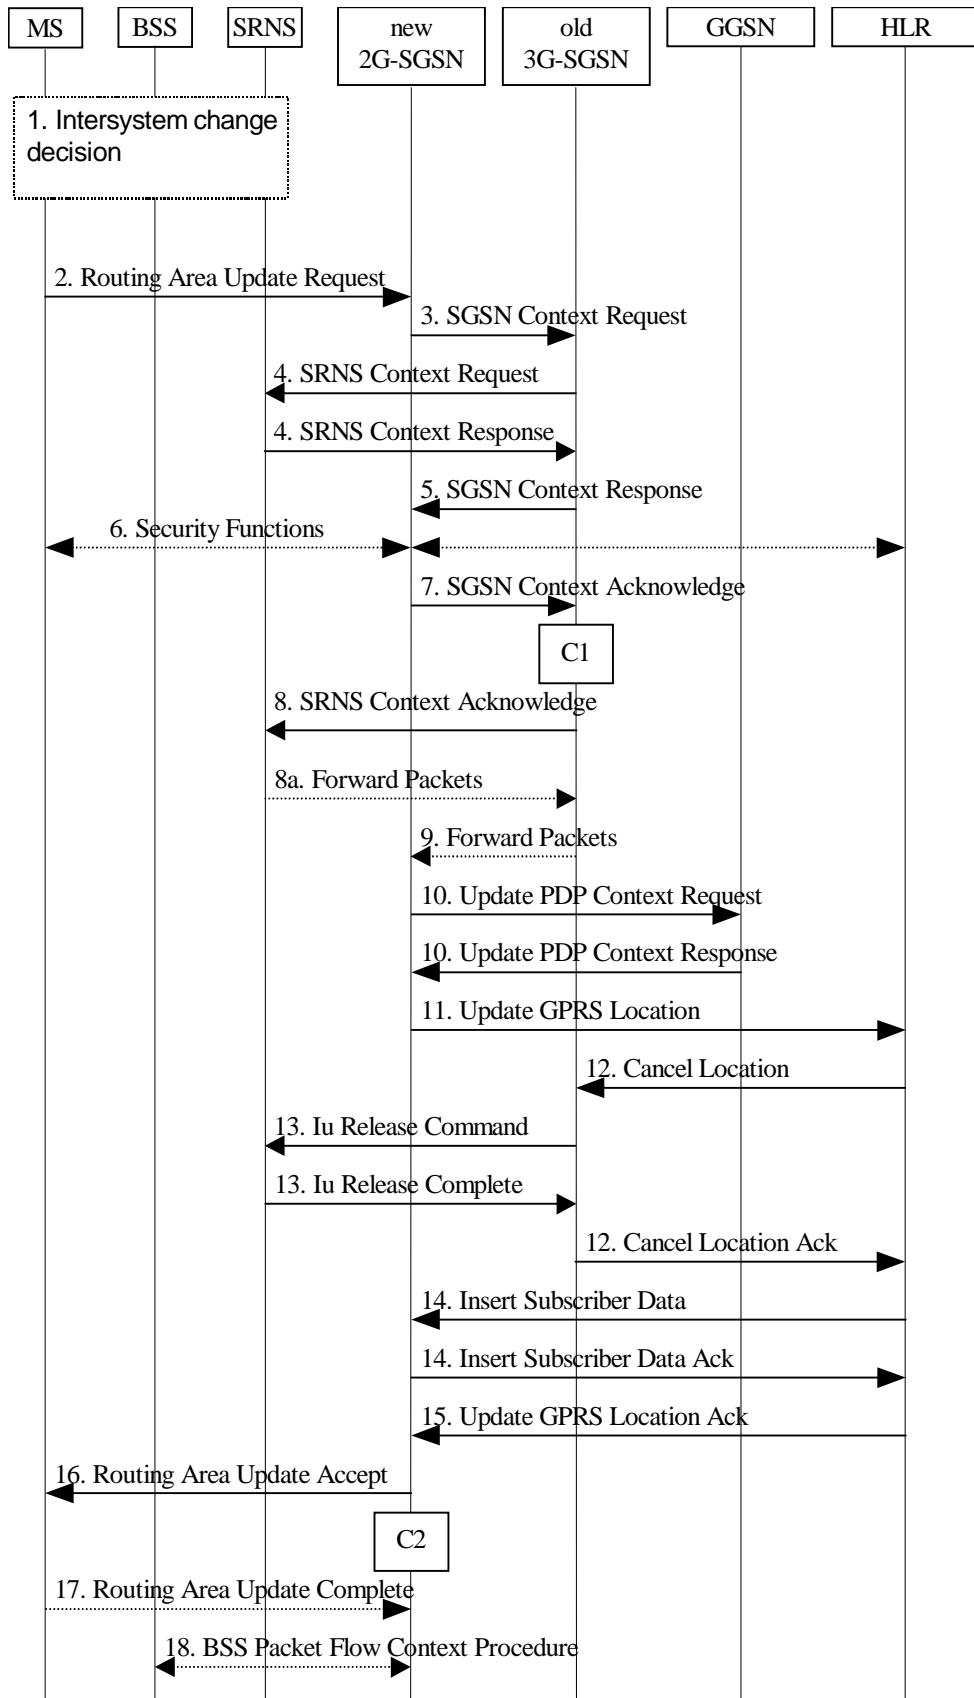 MS
BSS
SRNS
new
2G-SGSN
old
3G-SGSN
GGSN
HLR
1. Intersystem change
decision
2. Routing Area Update Request
3. SGSN Context Request
4. SRNS Context Request
4. SRNS Context Response
5. SGSN Context Response
6. Security Functions
7. SGSN Context Acknowledge
C1
8. SRNS Context Acknowledge
8a. Forward Packets
9. Forward Packets
10. Update PDP Context Request
10. Update PDP Context Response
11. Update GPRS Location
12. Cancel Location
13. Iu Release Command
13. Iu Release Complete
12. Cancel Location Ack
14. Insert Subscriber Data
14. Insert Subscriber Data Ack
15. Update GPRS Location Ack
16. Routing Area Update Accept
C2
17. Routing Area Update Complete
18. BSS Packet Flow Context Procedure